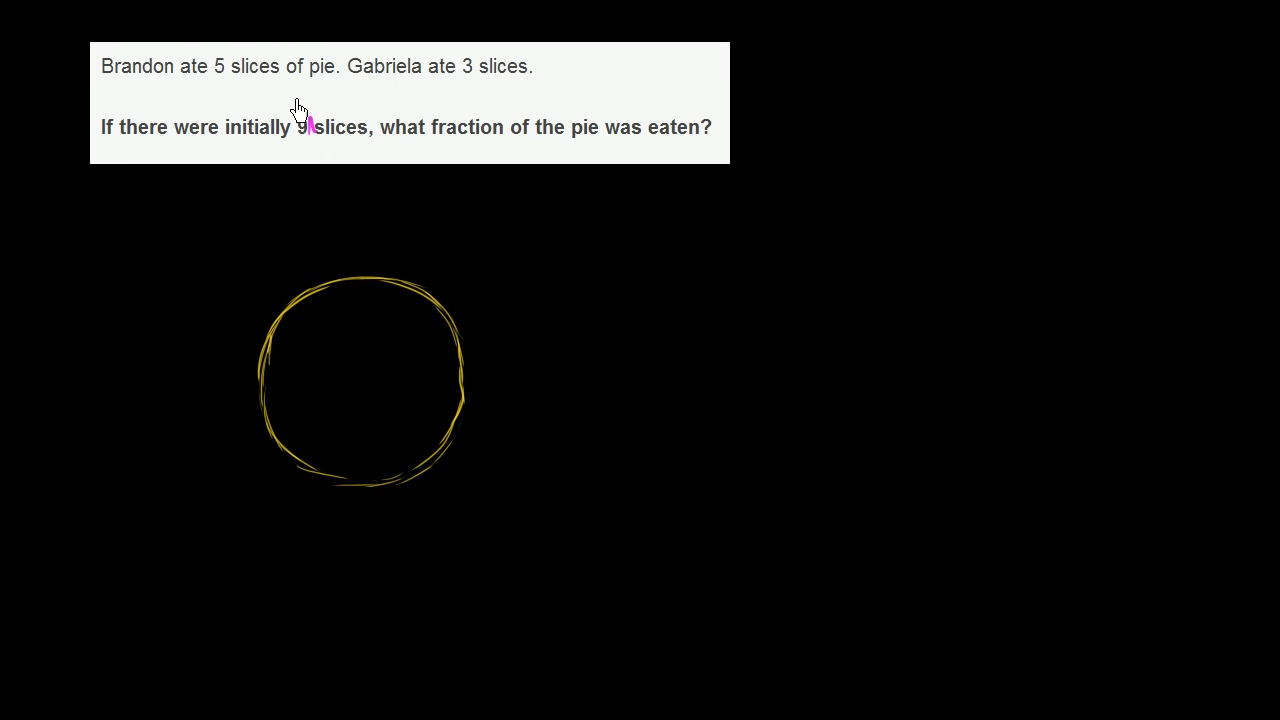 Brandon ate 5 slices of pie. Gabriela ate 3 slices.
If there were initially 9 slices, what fraction of the pie was eaten?